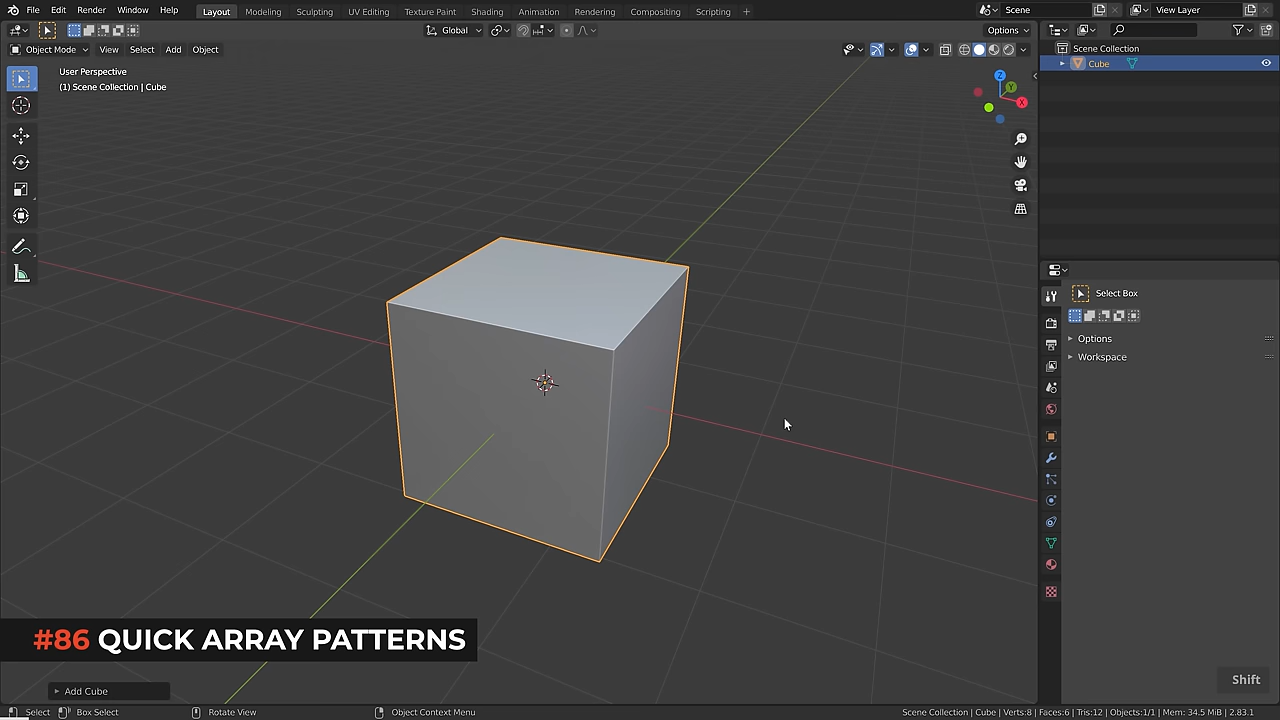 File Edit Render Window Help
Layout Modeling Sculpting UV Editing Texture Paint Shading Animation Rendering Compositing Scripting +
Scene
View Layer
Global
Options
Object Mode View Select Add Object
User Perspective
(1) Scene Collection | Cube
Z
Y
X
Scene Collection
Cube
Select Box
Options
Workspace
#86 QUICK ARRAY PATTERNS
Shift
Add Cube
Select Box Select Rotate View Object Context Menu
Scene Collection | Cube | Verts:8 | Faces:6 | Tris:12 | Objects:1/1 | Mem: 34.5 MiB | 2.83.1